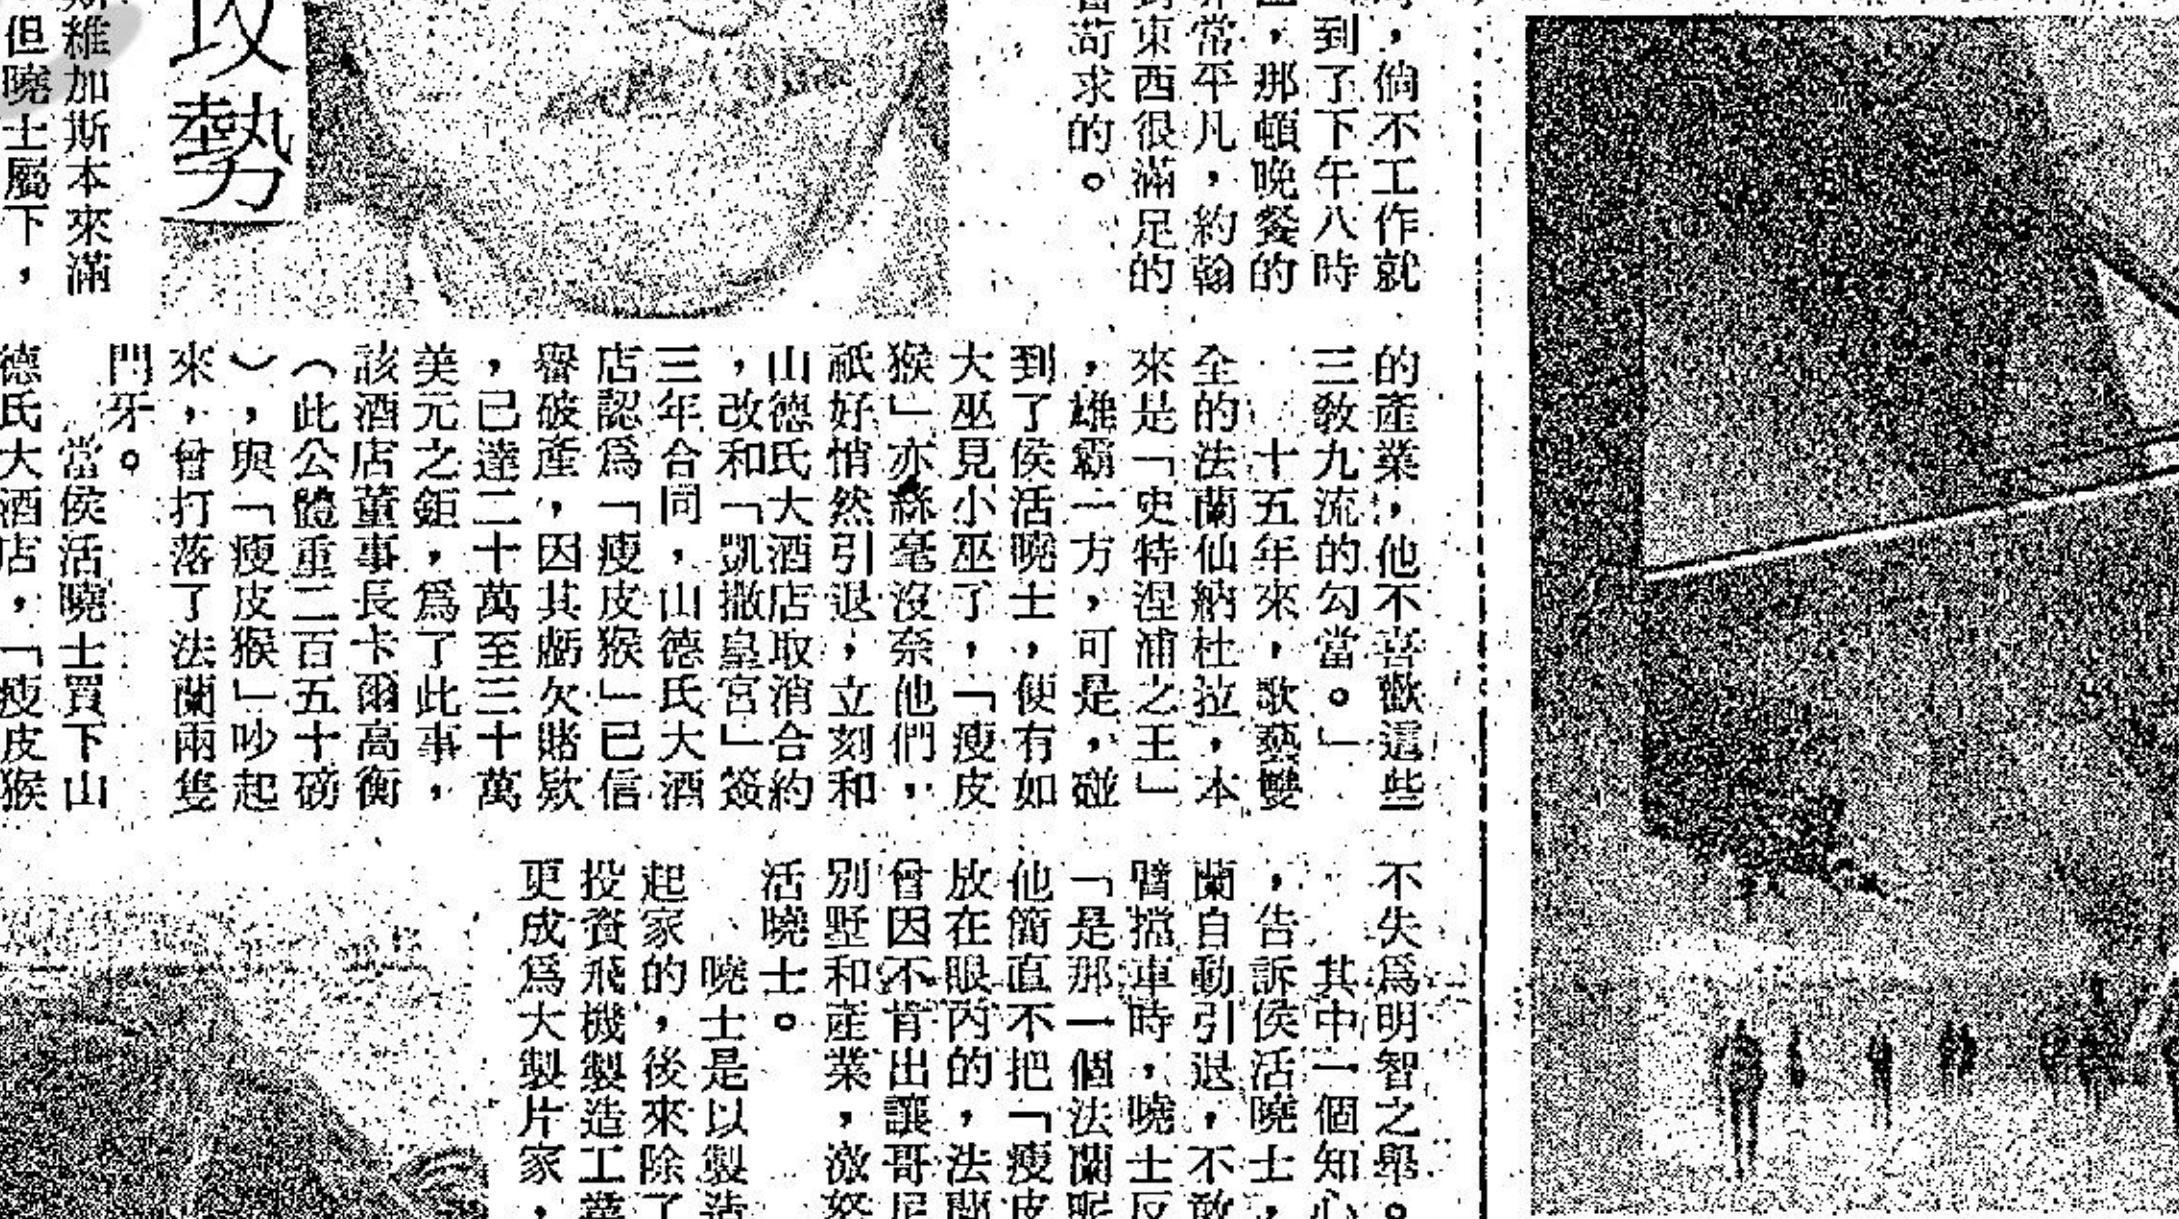 攻勢
，倘不工作就
到了下午八時
，那頓晚餐的
常平凡，約翰
東西很滿足的
苛求的。
斯維加斯本來滿
但曉士屬下，
的產業，他不喜歡這些
三教九流的勾當。」
十五年來，歌藝雙
全的法蘭仙納杜拉，本
來是「史特涅浦之王」
，雄霸一方，可是，碰
到了侯活曉士，便有如
大巫見小巫了，「瘦皮
猴」亦絲毫沒奈他們，
祇好悄然引退，立刻和
山德氏大酒店取消合約
，改和「凱撒皇宮」簽
三年合同，山德氏大酒
店認爲「瘦皮猴」已信
譽破產，因其虧欠賭欵
，已達二十萬至三十萬
美元之鉅，爲了此事，
該酒店董事長卡爾高衡
（此公體重二百五十磅
），與「瘦皮猴」吵起
來，曾打落了法蘭兩隻
門牙。
當侯活曉士買下山
德氏大酒店，「瘦皮猴
不失爲明智之舉。
其中一個知心
，告訴侯活曉士，
蘭自動引退，不敢
臂擋車時，曉士反
「是那一個法蘭呢
他簡直不把「瘦皮
放在眼內的，法蘭
曾因不肯出讓哥尼
別墅和產業，激怒
活曉士。
曉士是以製造
起家的，後來除了
投資飛機製造工業
更成爲大製片家，